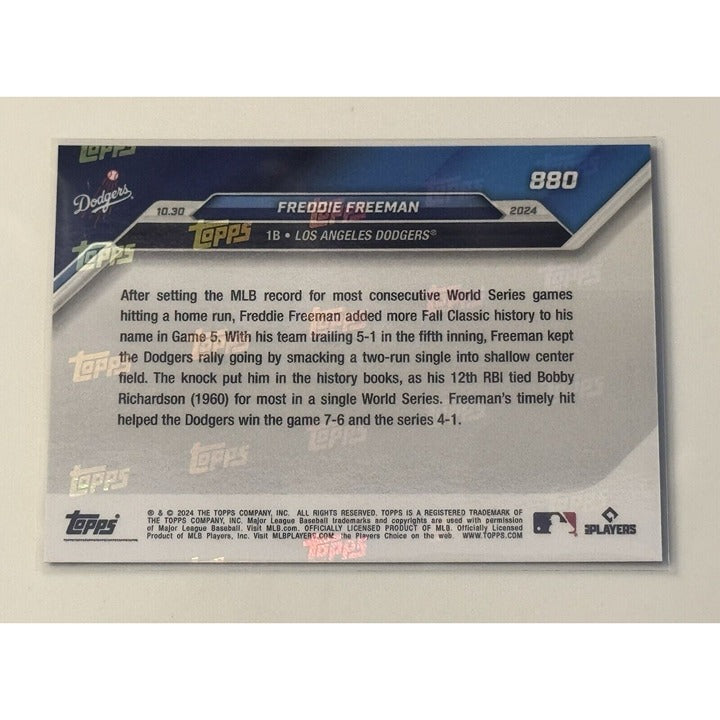 TOPPS
Dodgers
880
10.30
FREDDIE FREEMAN
2024
TOPPS
1B • LOS ANGELES DODGERS®
TOPPS
After setting the MLB record for most consecutive World Series games
hitting a home run, Freddie Freeman added more Fall Classic history to his
name in Game 5. With his team trailing 5-1 in the fifth inning, Freeman kept
the Dodgers rally going by smacking a two-run single into shallow center
field. The knock put him in the history books, as his 12th RBI tied Bobby
Richardson (1960) for most in a single World Series. Freeman's timely hit
helped the Dodgers win the game 7-6 and the series 4-1.
TOPPS
TOPPS
TOPPS
TOPPS
® & © 2024 THE TOPPS COMPANY, INC. ALL RIGHTS RESERVED. TOPPS IS A REGISTERED TRADEMARK OF
THE TOPPS COMPANY, INC. Major League Baseball trademarks and copyrights are used with permission
of Major League Baseball. Visit MLB.com. OFFICIALLY LICENSED PRODUCT OF MLB. Officially Licensed
Product of MLB Players, Inc. Visit MLBPLAYERS.COM, the Players Choice on the web. WWW.TOPPS.COM
PLAYERS
TOPPS